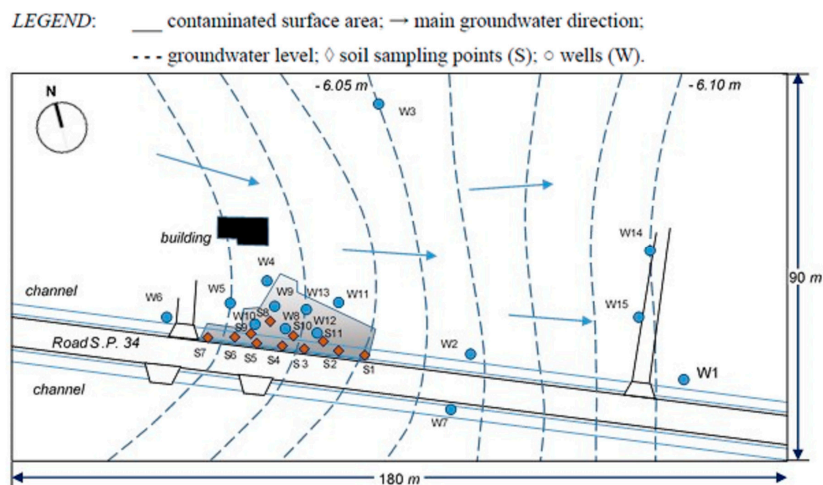 LEGEND: ___ contaminated surface area; → main groundwater direction;
- - - groundwater level; ◊ soil sampling points (S); ○ wells (W).
- 6.05 m
- 6.10 m
N
W3
building
W14
90 m
W4
channel
W5
W9
W13
W11
W6
S8
W10
W8
W15
S9
S10
W12
S11
Road S.P. 34
S7
S6
S5
S4
S 3
S2
S1
W2
W1
channel
W7
180 m